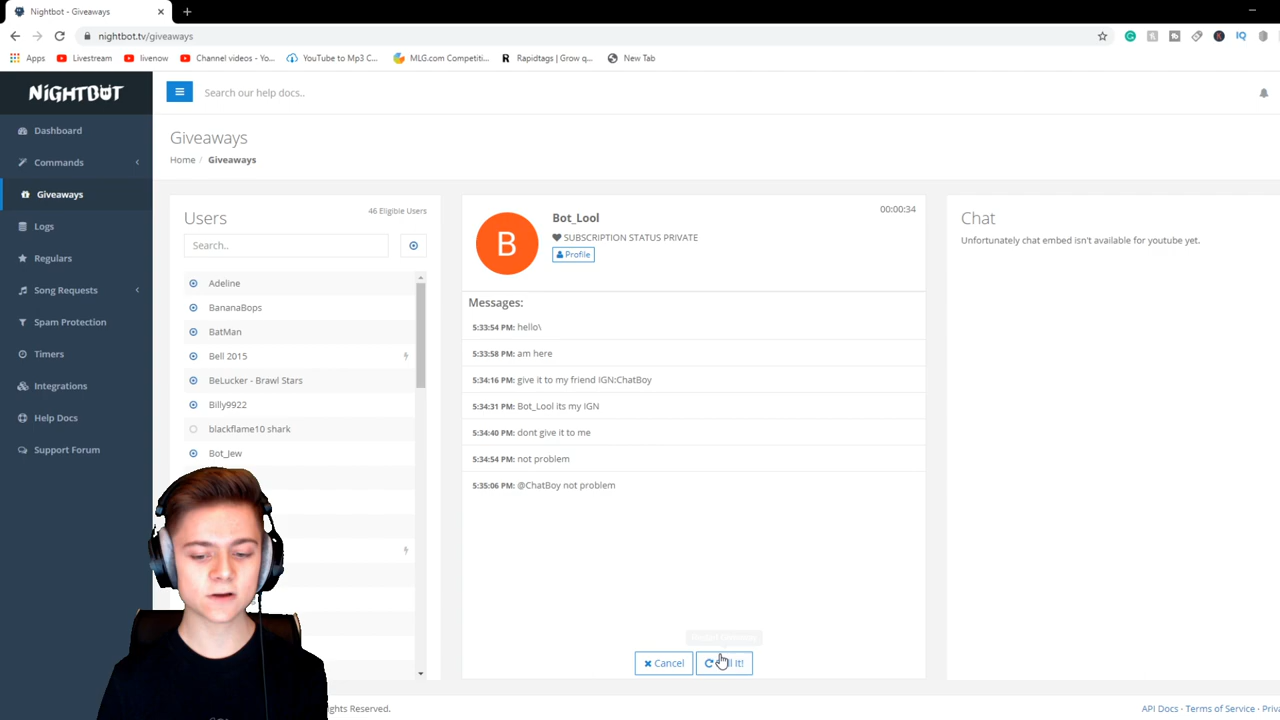 Nightbot - Giveaways
nightbot.tv/giveaways
Apps
Livestream
livenow
Channel videos - Yo...
YouTube to Mp3 C...
MLG.com Competiti...
Rapidtags | Grow q...
New Tab
NIGHTBOT
Search our help docs..
Dashboard
Commands
Giveaways
Logs
Regulars
Song Requests
Spam Protection
Timers
Integrations
Help Docs
Support Forum
Giveaways
Home / Giveaways
Users
46 Eligible Users
Search..
Adeline
BananaBops
BatMan
Bell 2015
BeLucker - Brawl Stars
Billy9922
blackflame10 shark
Bot_Jew
B
Bot_Lool
SUBSCRIPTION STATUS PRIVATE
Profile
00:00:34
Messages:
5:33:54 PM: hello\
5:33:58 PM: am here
5:34:16 PM: give it to my friend IGN:ChatBoy
5:34:31 PM: Bot_Lool its my IGN
5:34:40 PM: dont give it to me
5:34:54 PM: not problem
5:35:06 PM: @ChatBoy not problem
Cancel
It!
Chat
Unfortunately chat embed isn't available for youtube yet.
Rights Reserved.
API Docs - Terms of Service - Priva